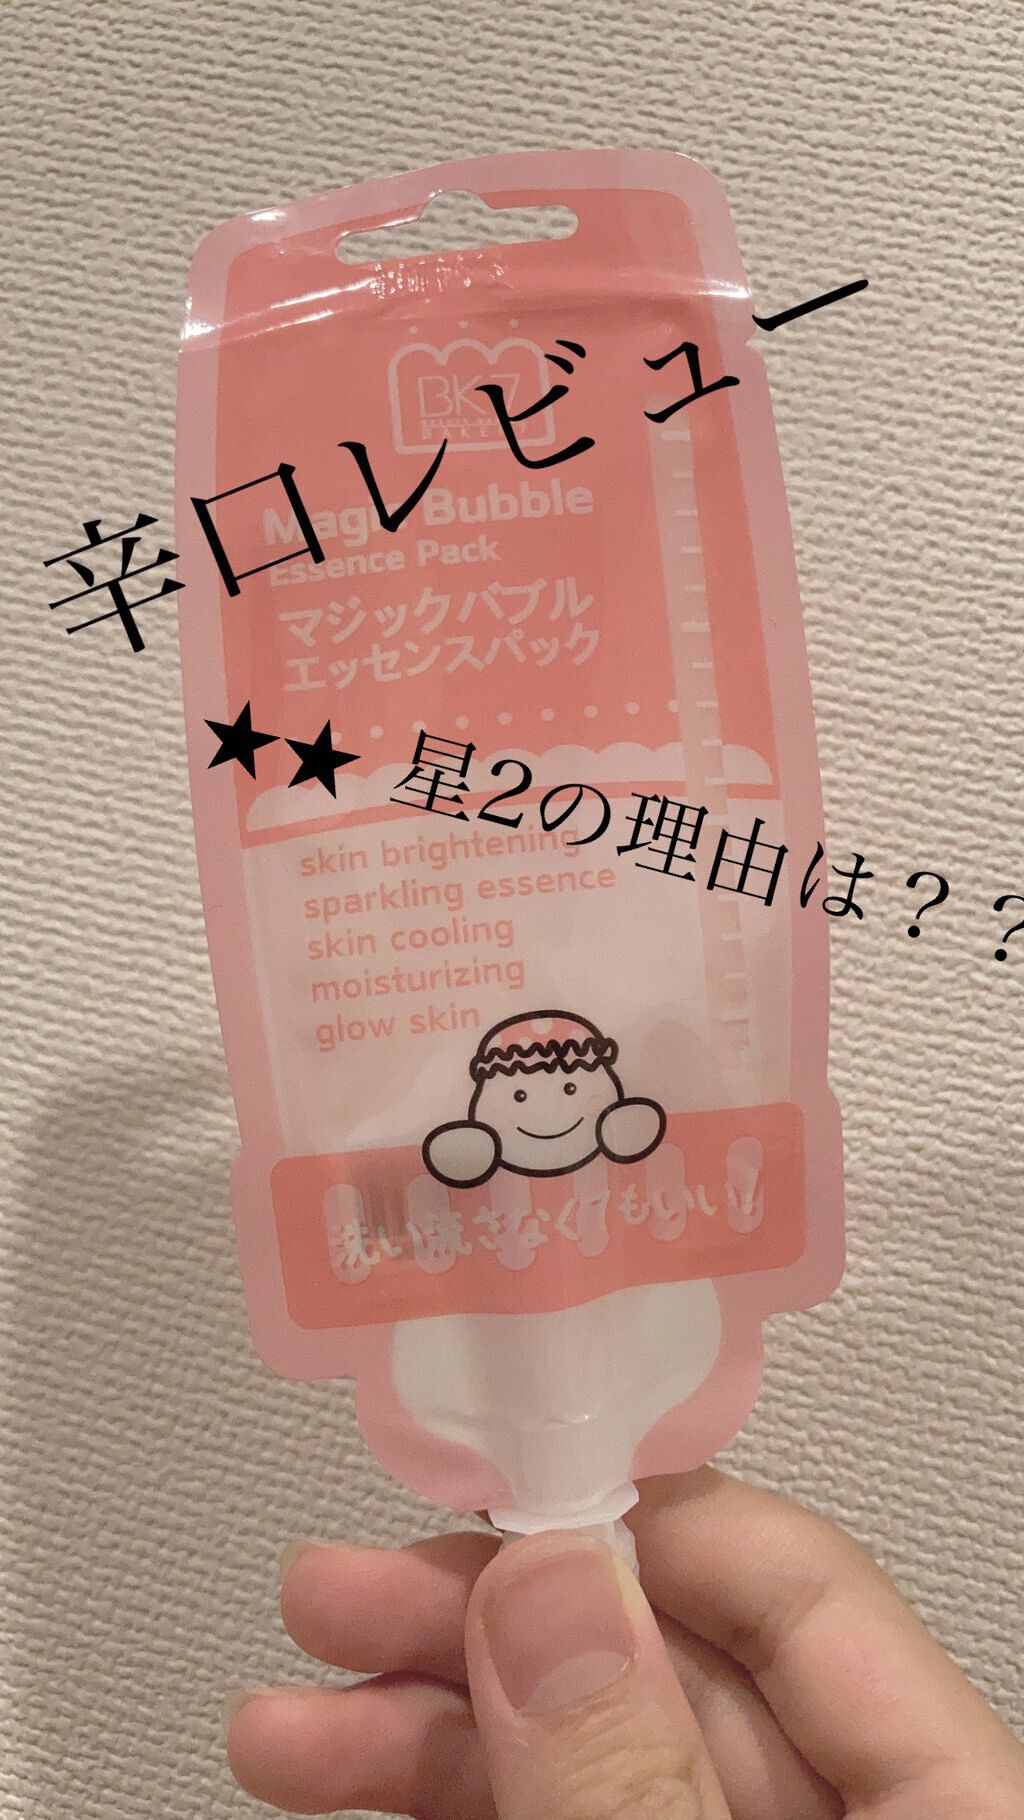 BK7
BAKE
辛口レビュー
Magic Bubble
Essence Pack
マジックバブル
エッセンスパック
★★ 星2の理由は？？
skin brightening
sparkling essence
skin cooling
moisturizing
glow skin
洗い流さなくてもいい!